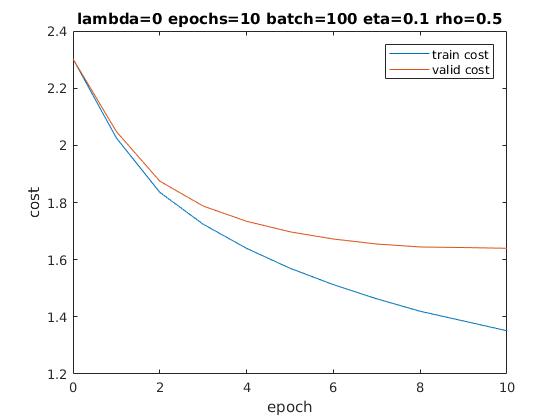 lambda=0 epochs=10 batch=100 eta=0.1 rho=0.5
2.4
train cost
valid cost
2.2
2
1.8
cost
1.6
1.4
1.2
0 2 4 6 8 10
epoch